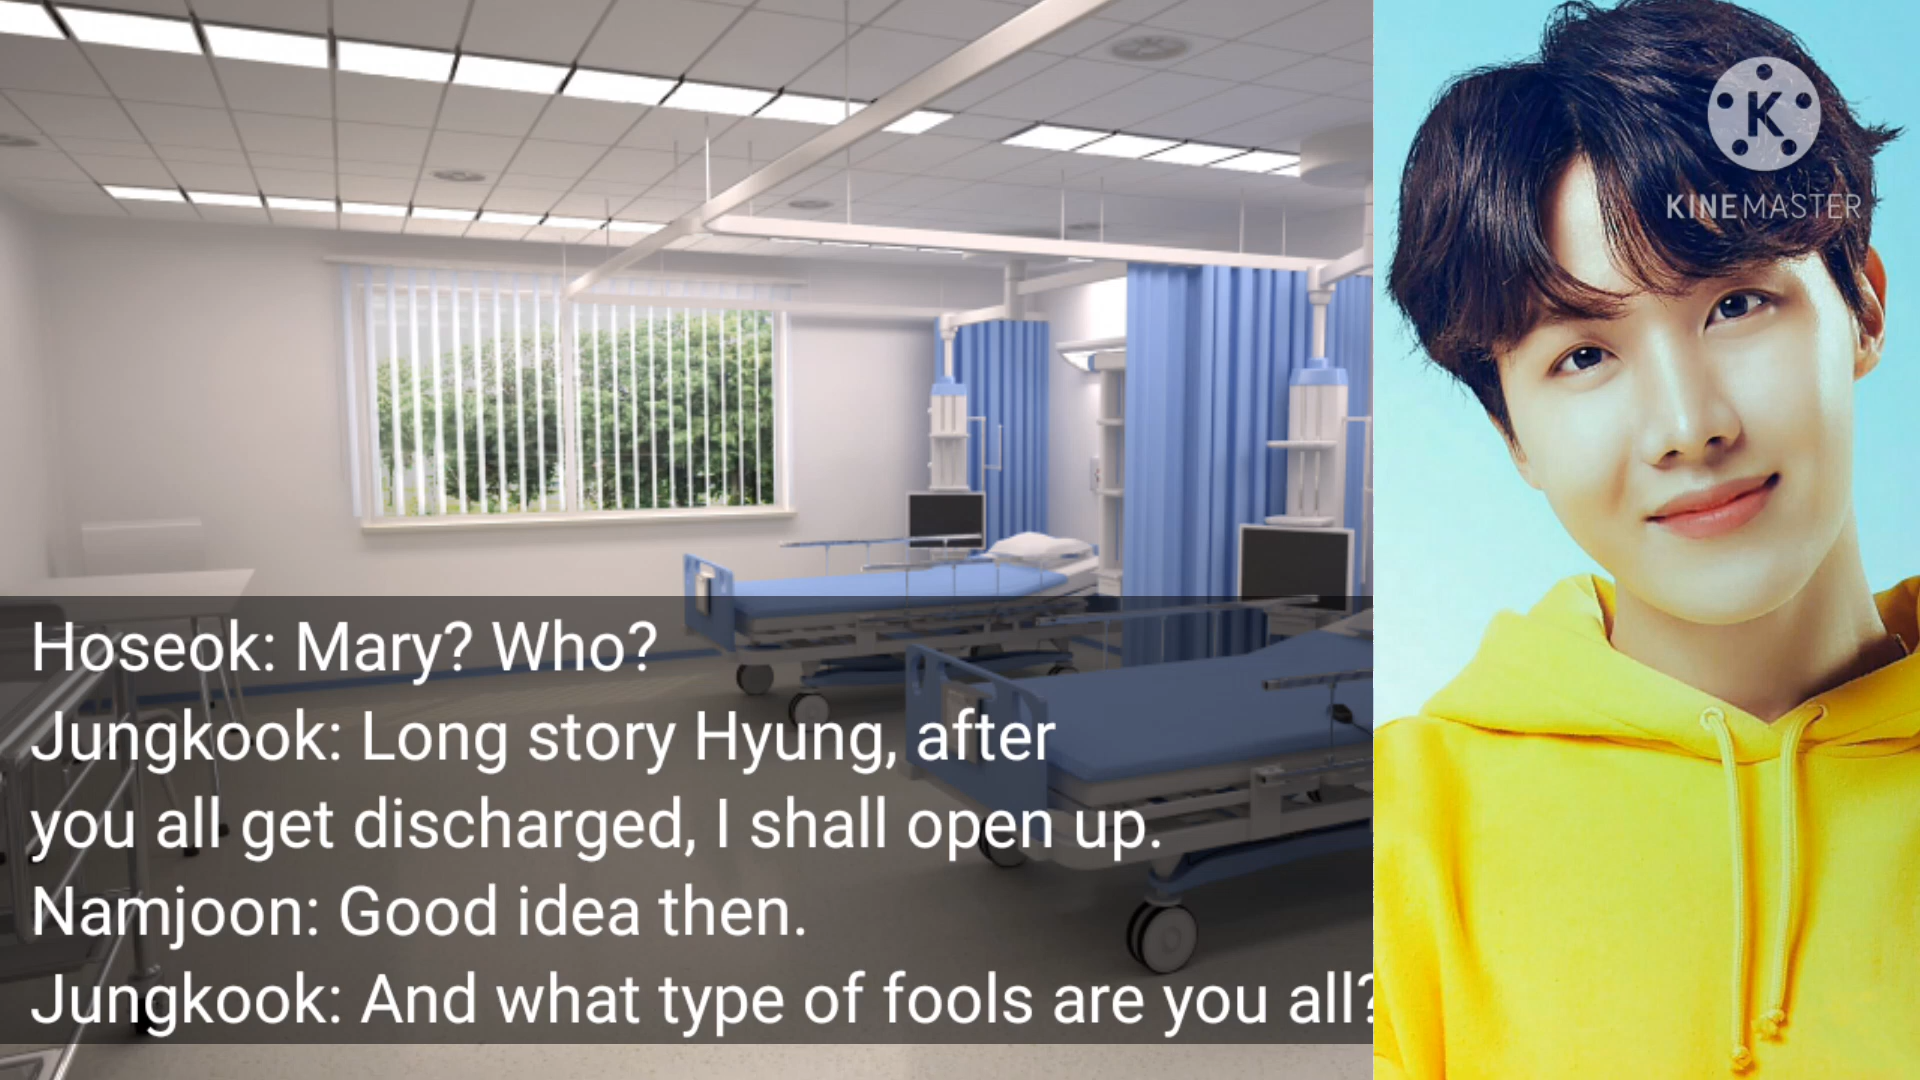 K
KINEMASTER
Hoseok: Mary? Who?
Jungkook: Long story Hyung, after
you all get discharged, I shall open up.
Namjoon: Good idea then.
Jungkook: And what type of fools are you all?